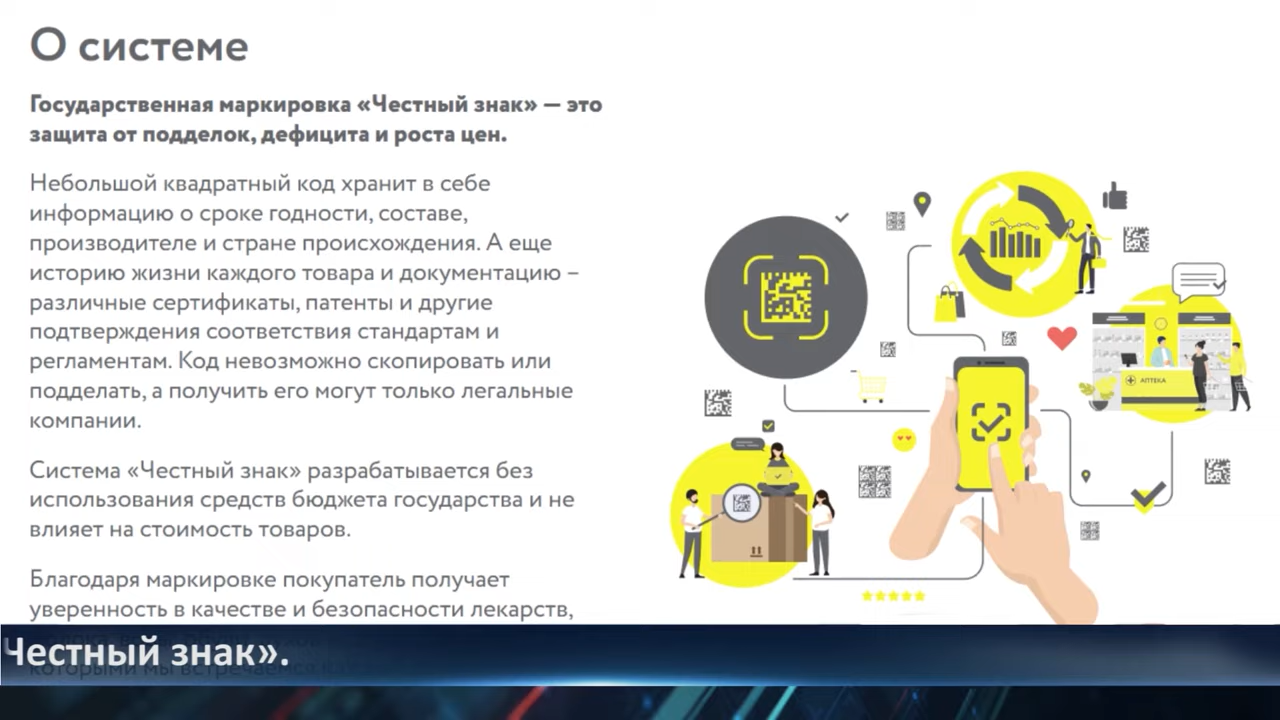 О системе
Государственная маркировка «Честный знак» — это
защита от подделок, дефицита и роста цен.
Небольшой квадратный код хранит в себе
информацию о сроке годности, составе,
производителе и стране происхождения. А еще
историю жизни каждого товара и документацию –
различные сертификаты, патенты и другие
подтверждения соответствия стандартам и
регламентам. Код невозможно скопировать или
подделать, а получить его могут только легальные
компании.
Система «Честный знак» разрабатывается без
использования средств бюджета государства и не
влияет на стоимость товаров.
Благодаря маркировке покупатель получает
уверенность в качестве и безопасности лекарств,
которыми мы встречаемся
Честный знак».
АПТЕКА